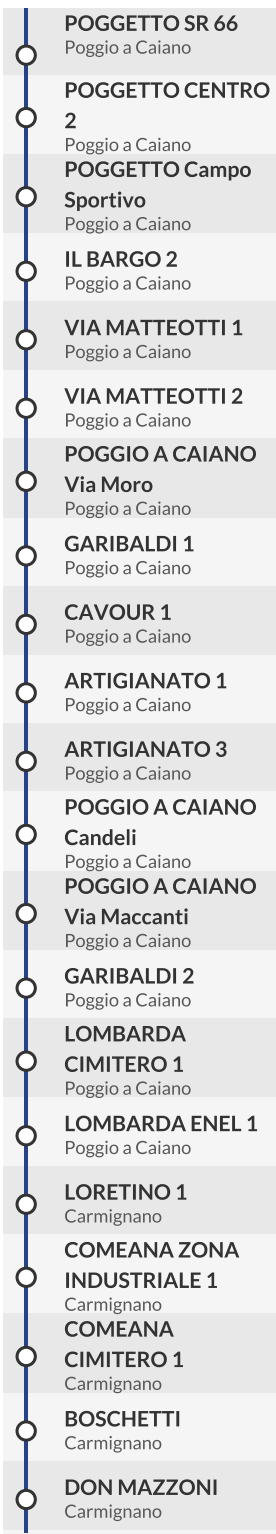 POGGETTO SR 66
Poggio a Caiano
POGGETTO CENTRO
2
Poggio a Caiano
POGGETTO Campo
Sportivo
Poggio a Caiano
IL BARGO 2
Poggio a Caiano
VIA MATTEOTTI 1
Poggio a Caiano
VIA MATTEOTTI 2
Poggio a Caiano
POGGIO A CAIANO
Via Moro
Poggio a Caiano
GARIBALDI 1
Poggio a Caiano
CAVOUR 1
Poggio a Caiano
ARTIGIANATO 1
Poggio a Caiano
ARTIGIANATO 3
Poggio a Caiano
POGGIO A CAIANO
Candeli
Poggio a Caiano
POGGIO A CAIANO
Via Maccanti
Poggio a Caiano
GARIBALDI 2
Poggio a Caiano
LOMBARDA
CIMITERO 1
Poggio a Caiano
LOMBARDA ENEL 1
Poggio a Caiano
LORETINO 1
Carmignano
COMEANA ZONA
INDUSTRIALE 1
Carmignano
COMEANA
CIMITERO 1
Carmignano
BOSCHETTI
Carmignano
DON MAZZONI
Carmignano